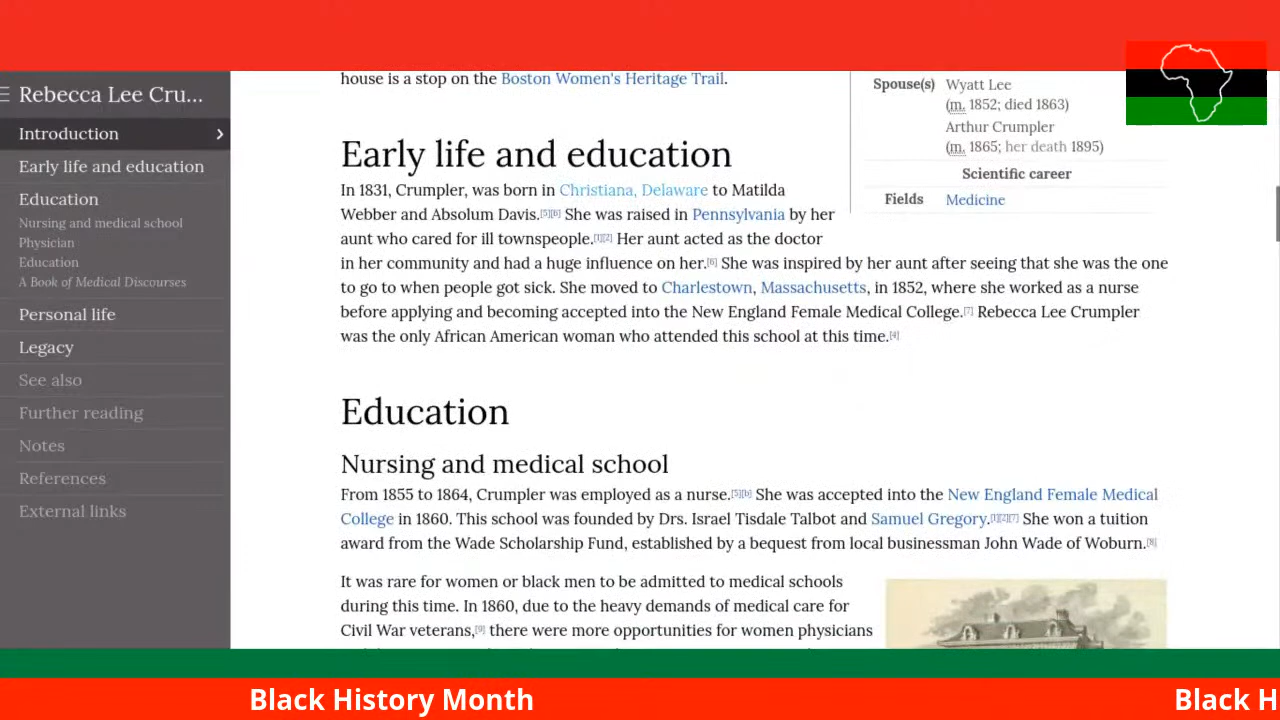 Rebecca Lee Cru...
Introduction
Early life and education
Education
Nursing and medical school
Physician
Education
A Book of Medical Discourses
Personal life
Legacy
See also
Further reading
Notes
References
External links
house is a stop on the Boston Women's Heritage Trail.
Spouse(s) Wyatt Lee
(m. 1852; died 1863)
Arthur Crumpler
(m. 1865; her death 1895)
Scientific career
Fields Medicine
Early life and education
In 1831, Crumpler, was born in Christiana, Delaware to Matilda
Webber and Absolum Davis.[5][6] She was raised in Pennsylvania by her
aunt who cared for ill townspeople.[1][2] Her aunt acted as the doctor
in her community and had a huge influence on her.[6] She was inspired by her aunt after seeing that she was the one
to go to when people got sick. She moved to Charlestown, Massachusetts, in 1852, where she worked as a nurse
before applying and becoming accepted into the New England Female Medical College.[7] Rebecca Lee Crumpler
was the only African American woman who attended this school at this time.[4]
Education
Nursing and medical school
From 1855 to 1864, Crumpler was employed as a nurse.[5][b] She was accepted into the New England Female Medical
College in 1860. This school was founded by Drs. Israel Tisdale Talbot and Samuel Gregory.[1][2][7] She won a tuition
award from the Wade Scholarship Fund, established by a bequest from local businessman John Wade of Woburn.[8]
It was rare for women or black men to be admitted to medical schools
during this time. In 1860, due to the heavy demands of medical care for
Civil War veterans,[9] there were more opportunities for women physicians
Black History Month
Black H